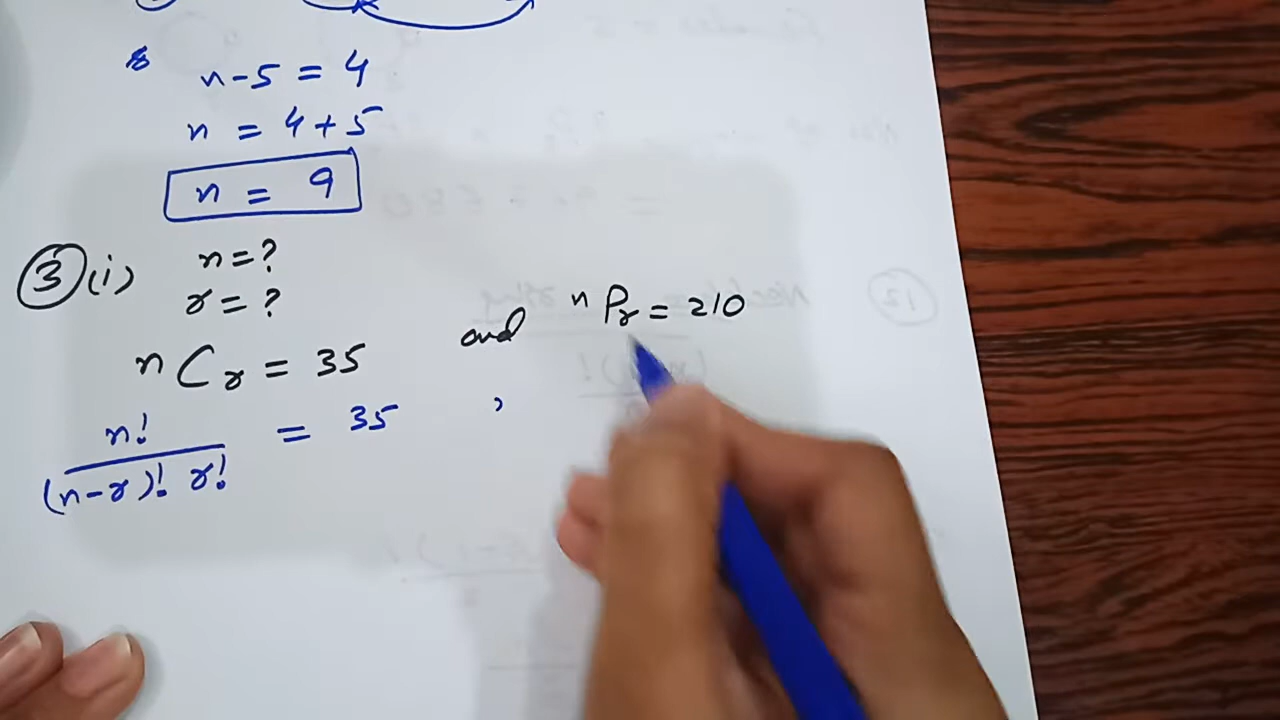 n-5 = 4
n = 4+5
n = 9
3 (i) n=?
r = ?
nCr = 35 and nPr = 210
n! / (n-r)! r! = 35 ,